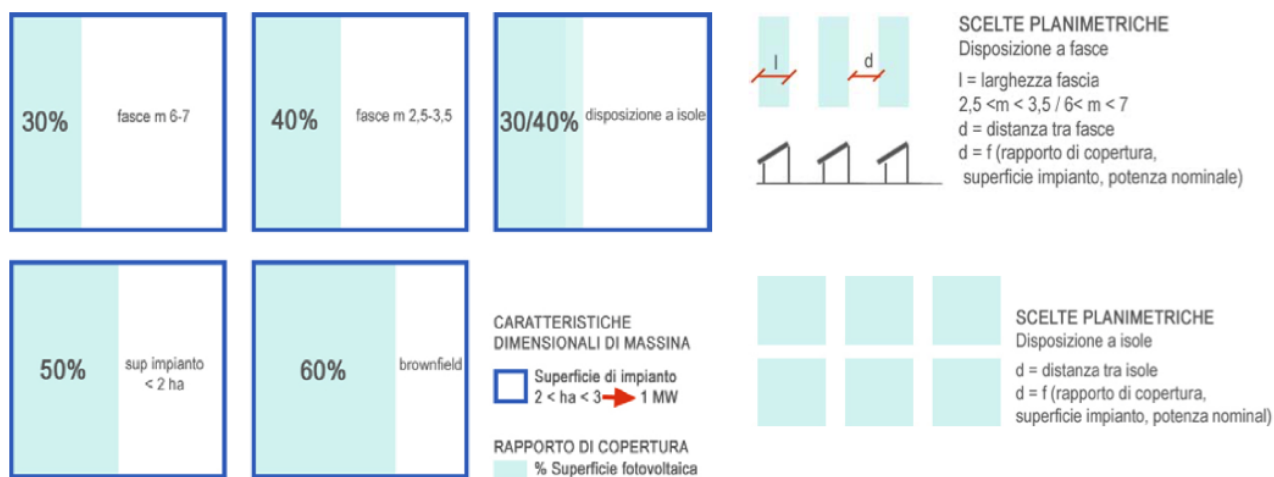 30%
fasce m 6-7
40%
fasce m 2,5-3,5
30/40%
disposizione a isole
l
d
SCELTE PLANIMETRICHE
Disposizione a fasce
l = larghezza fascia
2,5 <m < 3,5 / 6< m < 7
d = distanza tra fasce
d = f (rapporto di copertura,
superficie impianto, potenza nominale)
50%
sup impianto
< 2 ha
60%
brownfield
CARATTERISTICHE
DIMENSIONALI DI MASSINA
Superficie di impianto
2 < ha < 3 1 MW
RAPPORTO DI COPERTURA
% Superficie fotovoltaica
SCELTE PLANIMETRICHE
Disposizione a isole
d = distanza tra isole
d = f (rapporto di copertura,
superficie impianto, potenza nominal)